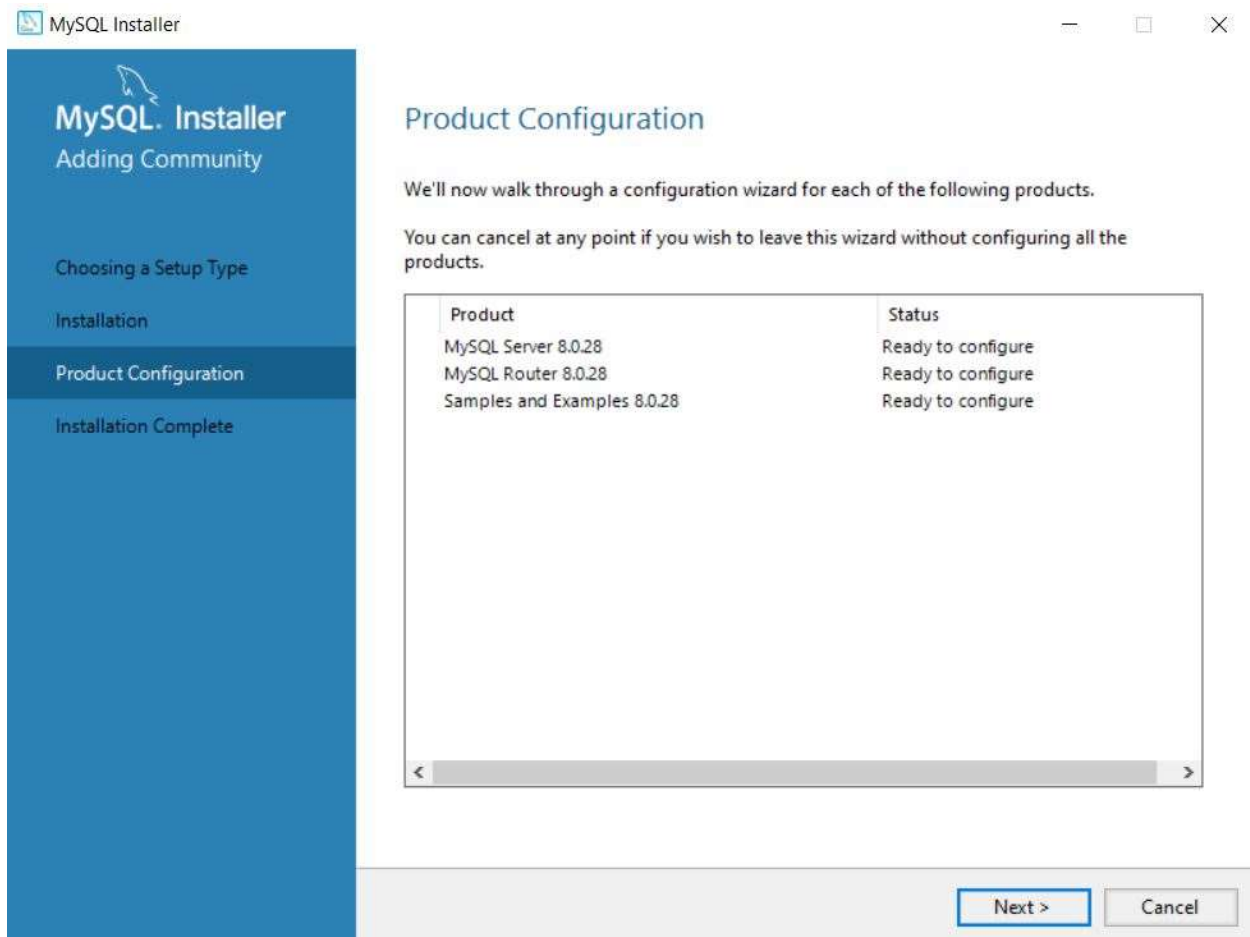 MySQL Installer
MySQL. Installer
Adding Community
Choosing a Setup Type
Installation
Product Configuration
Installation Complete
Product Configuration
We'll now walk through a configuration wizard for each of the following products.
You can cancel at any point if you wish to leave this wizard without configuring all the
products.
Product Status
MySQL Server 8.0.28 Ready to configure
MySQL Router 8.0.28 Ready to configure
Samples and Examples 8.0.28 Ready to configure
Next > Cancel